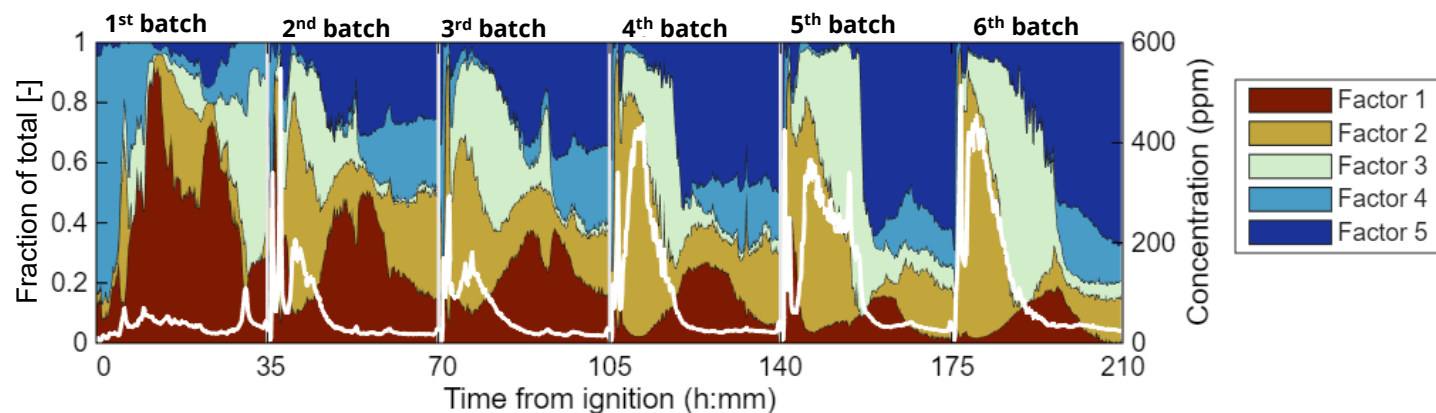 1st batch
2nd batch
3rd batch
4th batch
5th batch
6th batch
Fraction of total [-]
1
0.8
0.6
0.4
0.2
0
0
35
70
105
140
175
210
Time from ignition (h:mm)
600
400
200
0
Concentration (ppm)
Factor 1
Factor 2
Factor 3
Factor 4
Factor 5